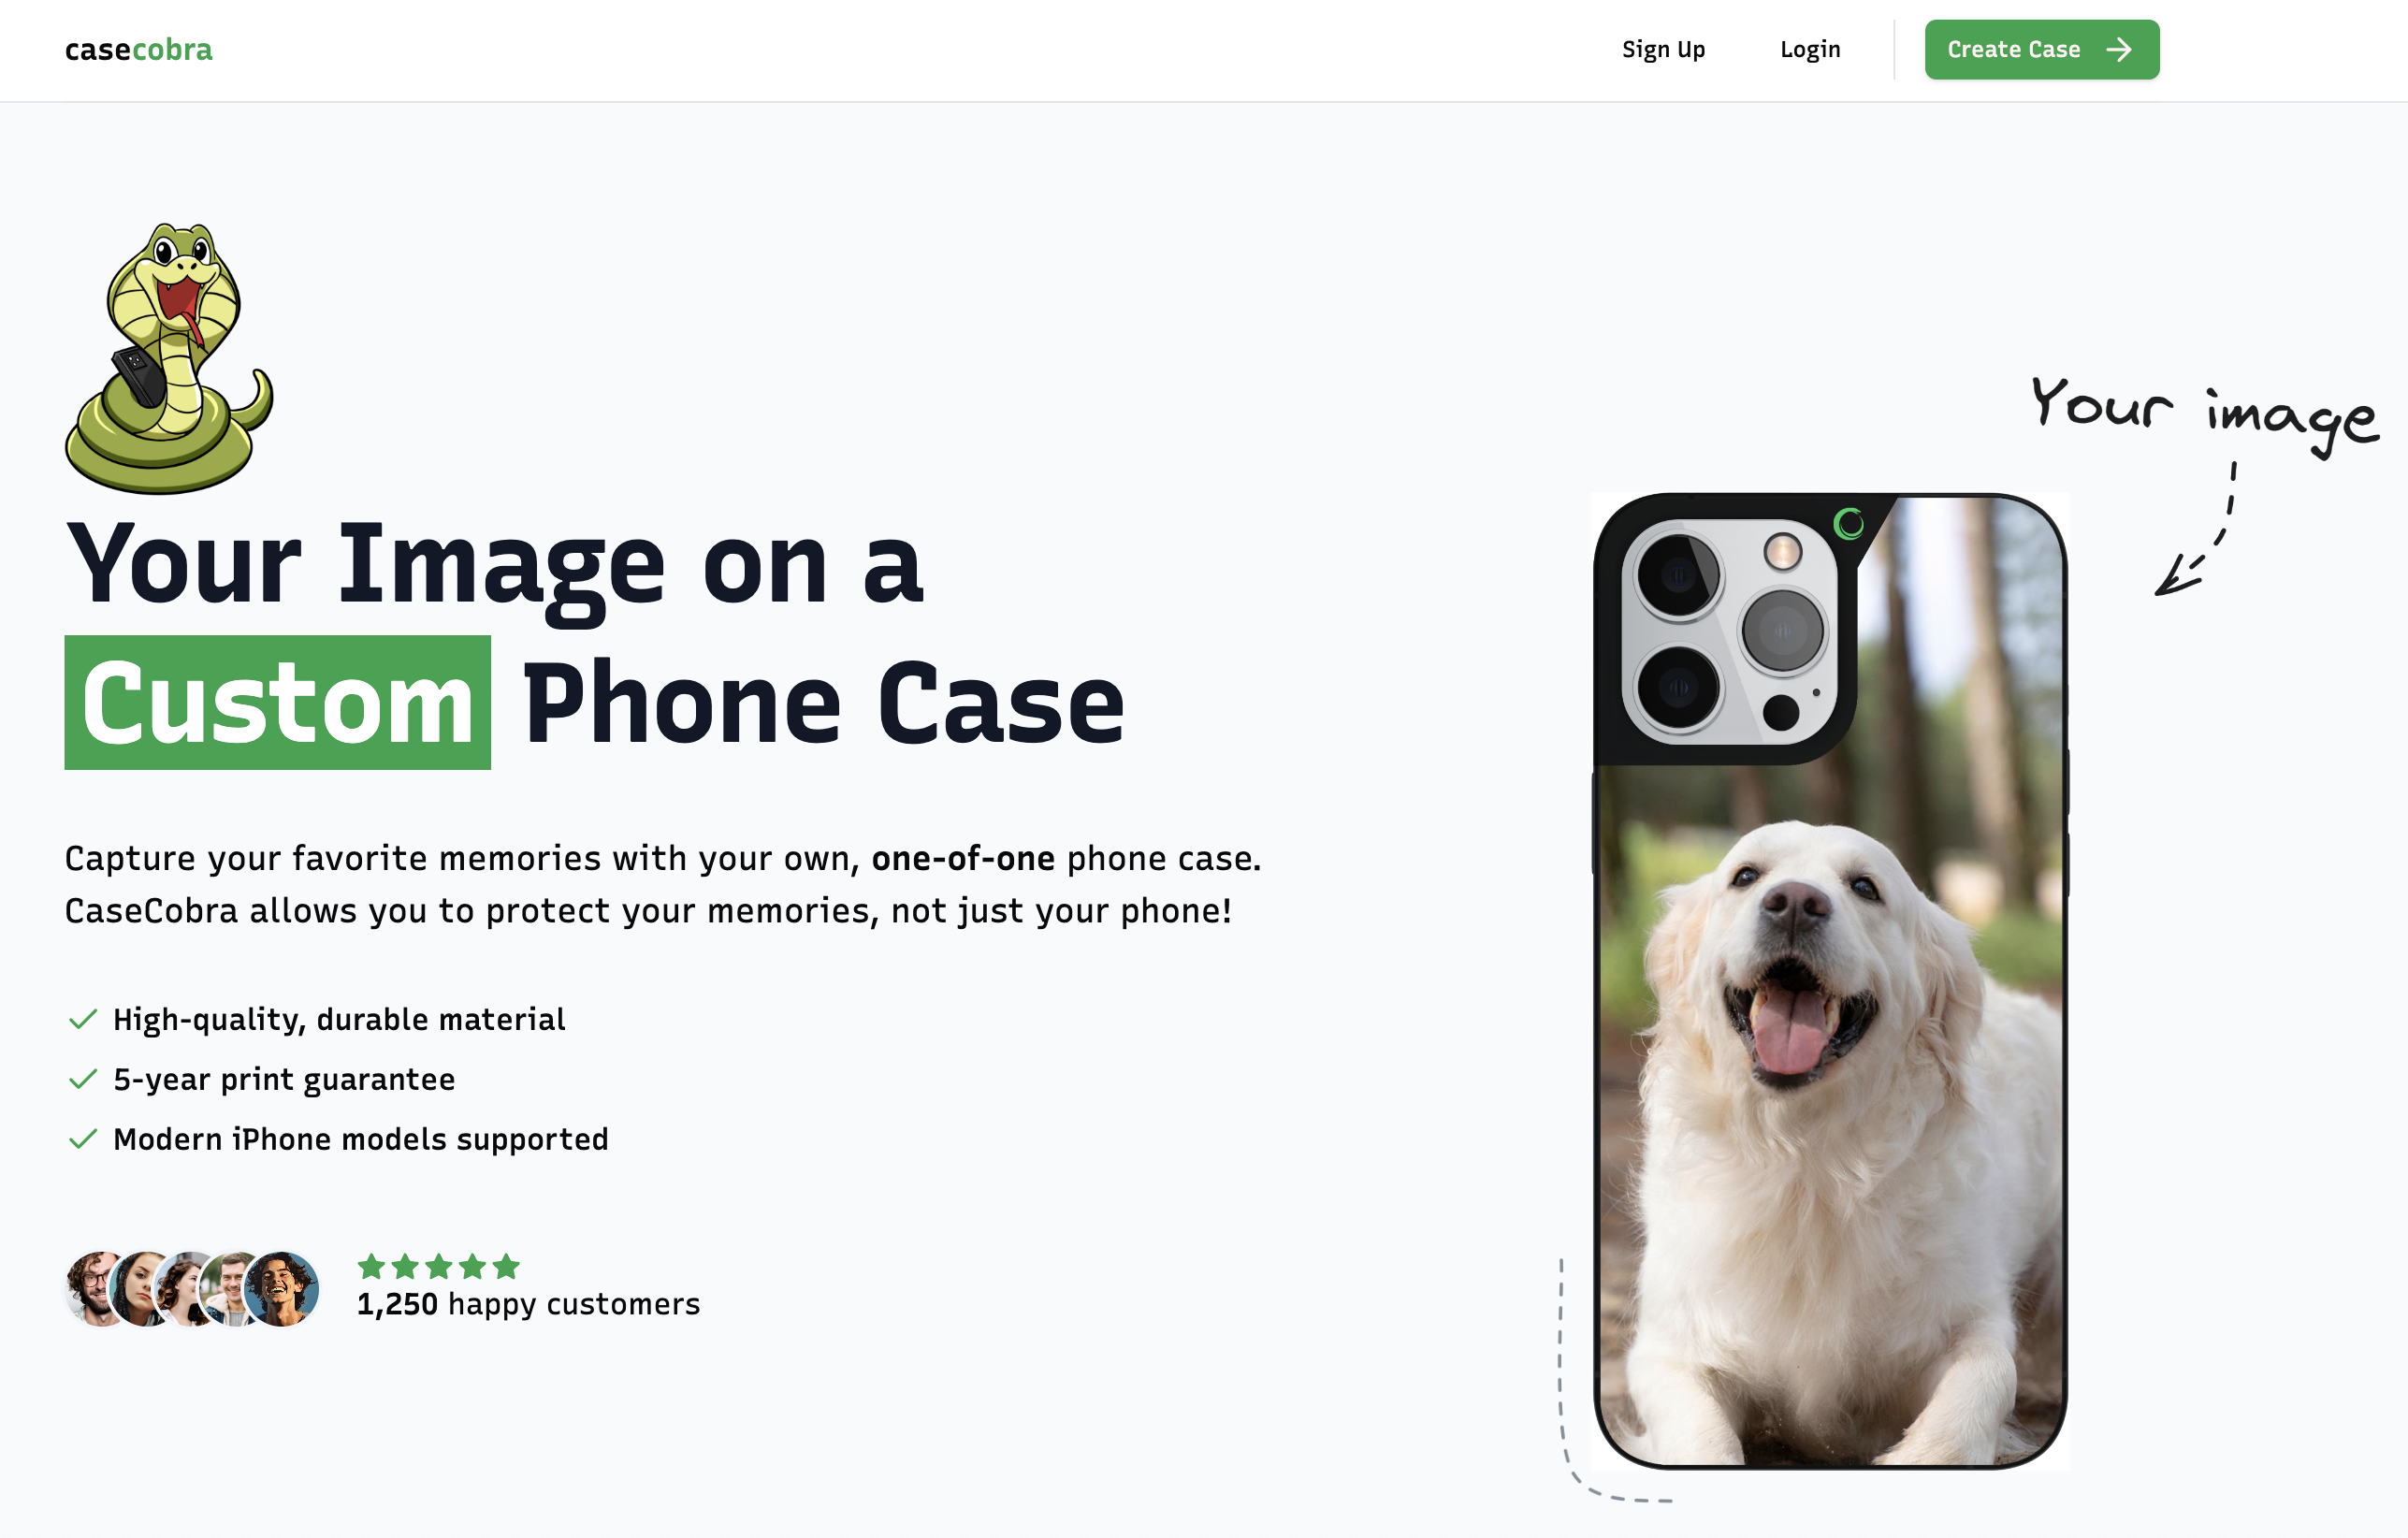 casecobra
Sign Up
Login
Create Case
Your Image on a
Custom Phone Case
Capture your favorite memories with your own, one-of-one phone case.
CaseCobra allows you to protect your memories, not just your phone!
High-quality, durable material
5-year print guarantee
Modern iPhone models supported
1,250 happy customers
Your image